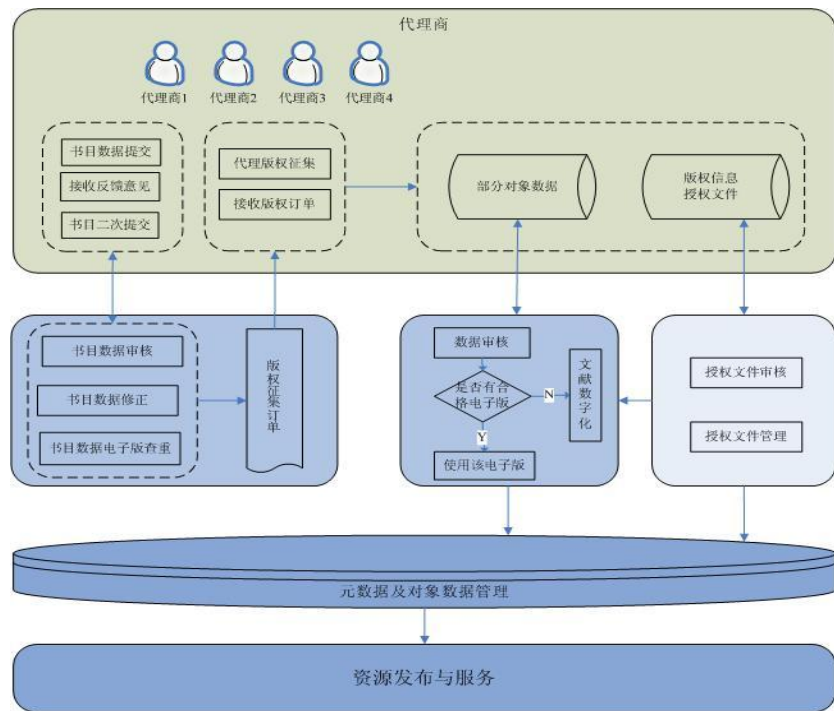 代理商
代理商1
代理商2
代理商3
代理商4
书目数据提交
接收反馈意见
书目二次提交
代理版权征集
接收版权订单
部分对象数据
版权信息
授权文件
书目数据审核
书目数据修正
书目数据电子版查重
版权征集订单
数据审核
是否有合
格电子版
N
Y
文献数字化
使用该电子版
授权文件审核
授权文件管理
元数据及对象数据管理
资源发布与服务